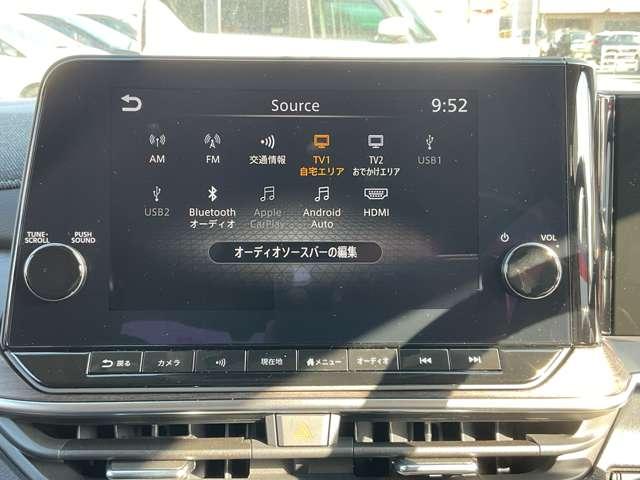 Source
9:52
AM
FM
交通情報
TV1
自宅エリア
TV2
おでかけエリア
USB1
USB2
Bluetooth
オーディオ
Apple
CarPlay
Android
Auto
HDMI
オーディオソースバーの編集
TUNE・
SCROLL
PUSH
SOUND
VOL
戻る
カメラ
現在地
メニュー
オーディオ